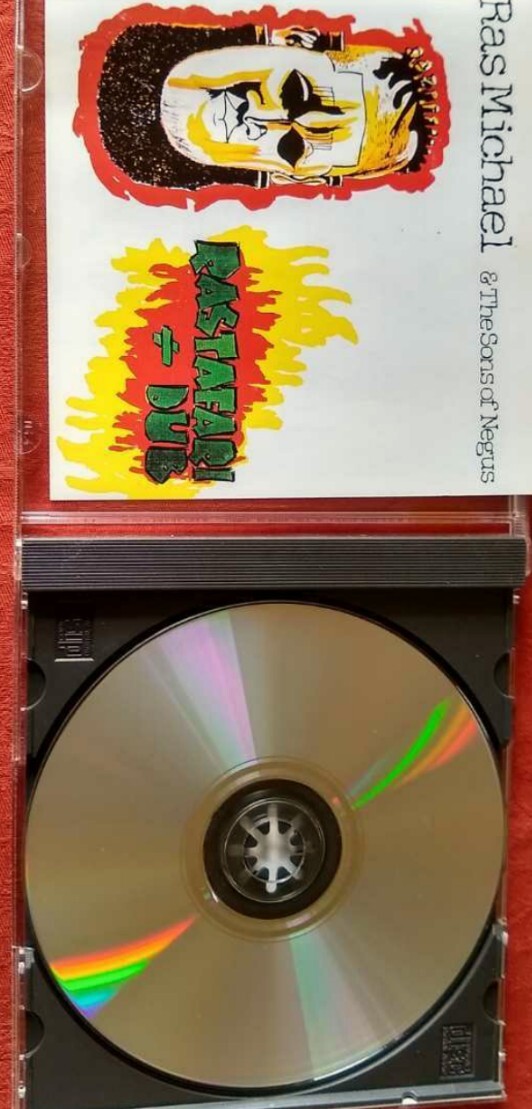 Ras Michael & The Sons of Negus
RASTAFARI
+ DUB